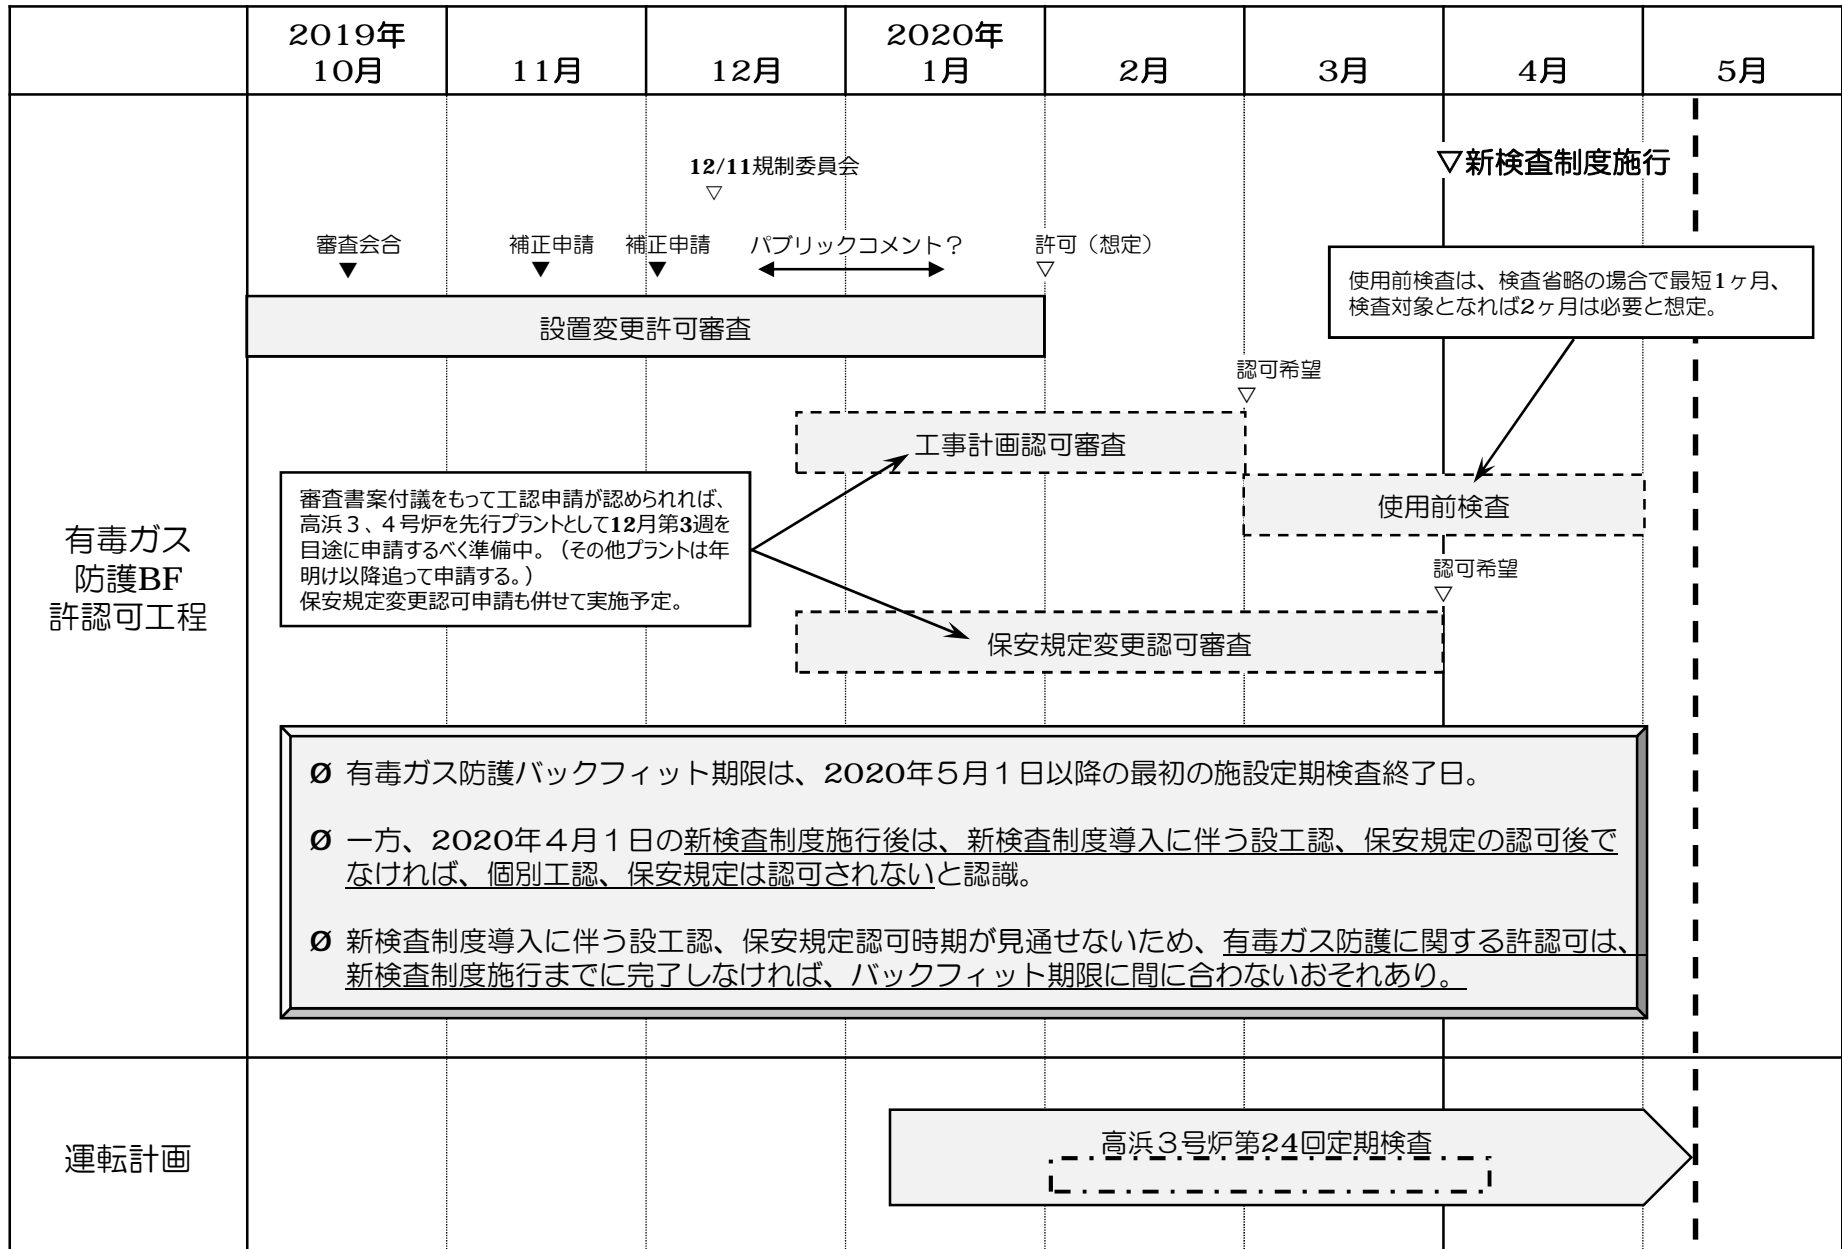 2019年
10月
11月
12月
2020年
1月
2月
3月
4月
5月
12/11規制委員会
▽
▽新検査制度施行
審査会合
▼
補正申請
▼
補正申請
▼
パブリックコメント？
許可（想定）
▽
使用前検査は、検査省略の場合で最短1ヶ月、
検査対象となれば2ヶ月は必要と想定。
設置変更許可審査
認可希望
▽
工事計画認可審査
審査書案付議をもって工認申請が認められれば、
高浜３、４号炉を先行プラントとして12月第3週を
目途に申請するべく準備中。（その他プラントは年
明け以降追って申請する。）
保安規定変更認可申請も併せて実施予定。
使用前検査
有毒ガス
防護BF
許認可工程
認可希望
▽
保安規定変更認可審査
Ø 有毒ガス防護バックフィット期限は、2020年５月１日以降の最初の施設定期検査終了日。
Ø 一方、2020年４月１日の新検査制度施行後は、新検査制度導入に伴う設工認、保安規定の認可後で
なければ、個別工認、保安規定は認可されないと認識。
Ø 新検査制度導入に伴う設工認、保安規定認可時期が見通せないため、有毒ガス防護に関する許認可は、
新検査制度施行までに完了しなければ、バックフィット期限に間に合わないおそれあり。
運転計画
高浜３号炉第24回定期検査